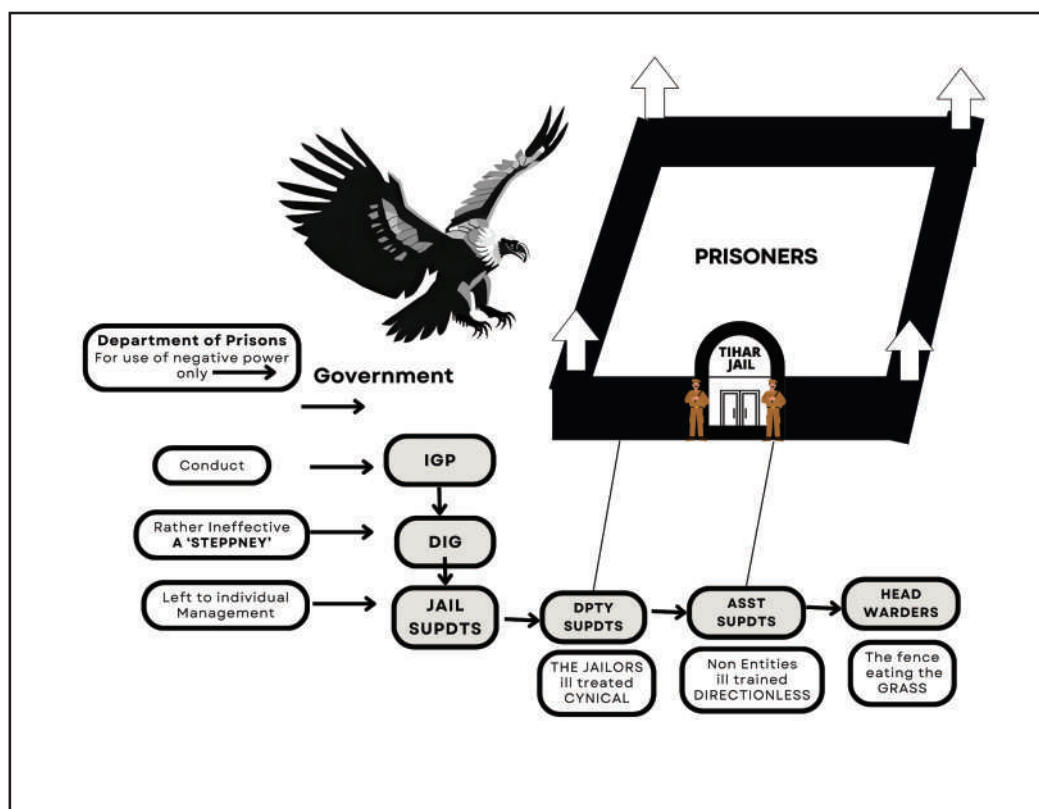 PRISONERS
TIHAR
JAIL
Department of Prisons
For use of negative power
only
Government
Conduct
IGP
Rather Ineffective
A ‘STEPPNEY’
DIG
Left to individual
Management
JAIL
SUPDTS
DPTY
SUPDTS
ASST
SUPDTS
HEAD
WARDERS
THE JAILORS
ill treated
CYNICAL
Non Entities
ill trained
DIRECTIONLESS
The fence
eating the
GRASS